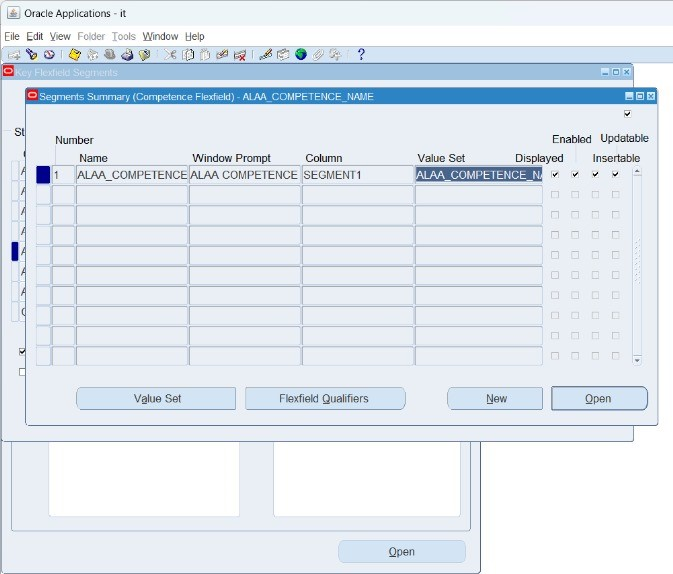 Oracle Applications - it
File Edit View Folder Tools Window Help
Key Flexfield Segments
Segments Summary (Competence Flexfield) - ALAA_COMPETENCE_NAME
St
Number Enabled Updatable
Name Window Prompt Column Value Set Displayed Insertable
1 ALAA_COMPETENCE ALAA COMPETENCE SEGMENT1 ALAA_COMPETENCE_NA
Value Set Flexfield Qualifiers New Open
Open